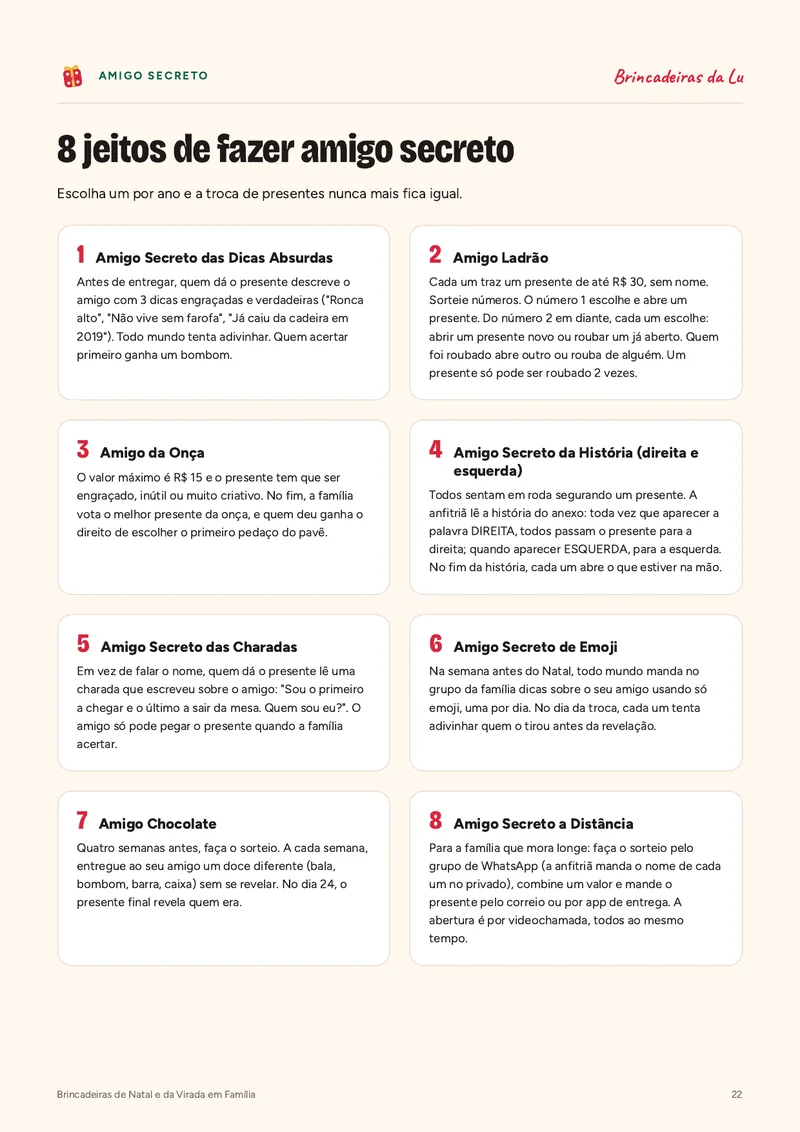 AMIGO SECRETO
Brincadeiras da Lu
8 jeitos de fazer amigo secreto
Escolha um por ano e a troca de presentes nunca mais fica igual.
1 Amigo Secreto das Dicas Absurdas
Antes de entregar, quem dá o presente descreve o
amigo com 3 dicas engraçadas e verdadeiras ("Ronca
alto", "Não vive sem farofa", "Já caiu da cadeira em
2019"). Todo mundo tenta adivinhar. Quem acertar
primeiro ganha um bombom.
2 Amigo Ladrão
Cada um traz um presente de até R$ 30, sem nome.
Sorteie números. O número 1 escolhe e abre um
presente. Do número 2 em diante, cada um escolhe:
abrir um presente novo ou roubar um já aberto. Quem
foi roubado abre outro ou rouba de alguém. Um
presente só pode ser roubado 2 vezes.
3 Amigo da Onça
O valor máximo é R$ 15 e o presente tem que ser
engraçado, inútil ou muito criativo. No fim, a família
vota o melhor presente da onça, e quem deu ganha o
direito de escolher o primeiro pedaço do pavê.
4 Amigo Secreto da História (direita e
esquerda)
Todos sentam em roda segurando um presente. A
anfitriã lê a história do anexo: toda vez que aparecer a
palavra DIREITA, todos passam o presente para a
direita; quando aparecer ESQUERDA, para a esquerda.
No fim da história, cada um abre o que estiver na mão.
5 Amigo Secreto das Charadas
Em vez de falar o nome, quem dá o presente lê uma
charada que escreveu sobre o amigo: "Sou o primeiro
a chegar e o último a sair da mesa. Quem sou eu?". O
amigo só pode pegar o presente quando a família
acertar.
6 Amigo Secreto de Emoji
Na semana antes do Natal, todo mundo manda no
grupo da família dicas sobre o seu amigo usando só
emoji, uma por dia. No dia da troca, cada um tenta
adivinhar quem o tirou antes da revelação.
7 Amigo Chocolate
Quatro semanas antes, faça o sorteio. A cada semana,
entregue ao seu amigo um doce diferente (bala,
bombom, barra, caixa) sem se revelar. No dia 24, o
presente final revela quem era.
8 Amigo Secreto a Distância
Para a família que mora longe: faça o sorteio pelo
grupo de WhatsApp (a anfitriã manda o nome de cada
um no privado), combine um valor e mande o
presente pelo correio ou por app de entrega. A
abertura é por videochamada, todos ao mesmo
tempo.
Brincadeiras de Natal e da Virada em Família
22